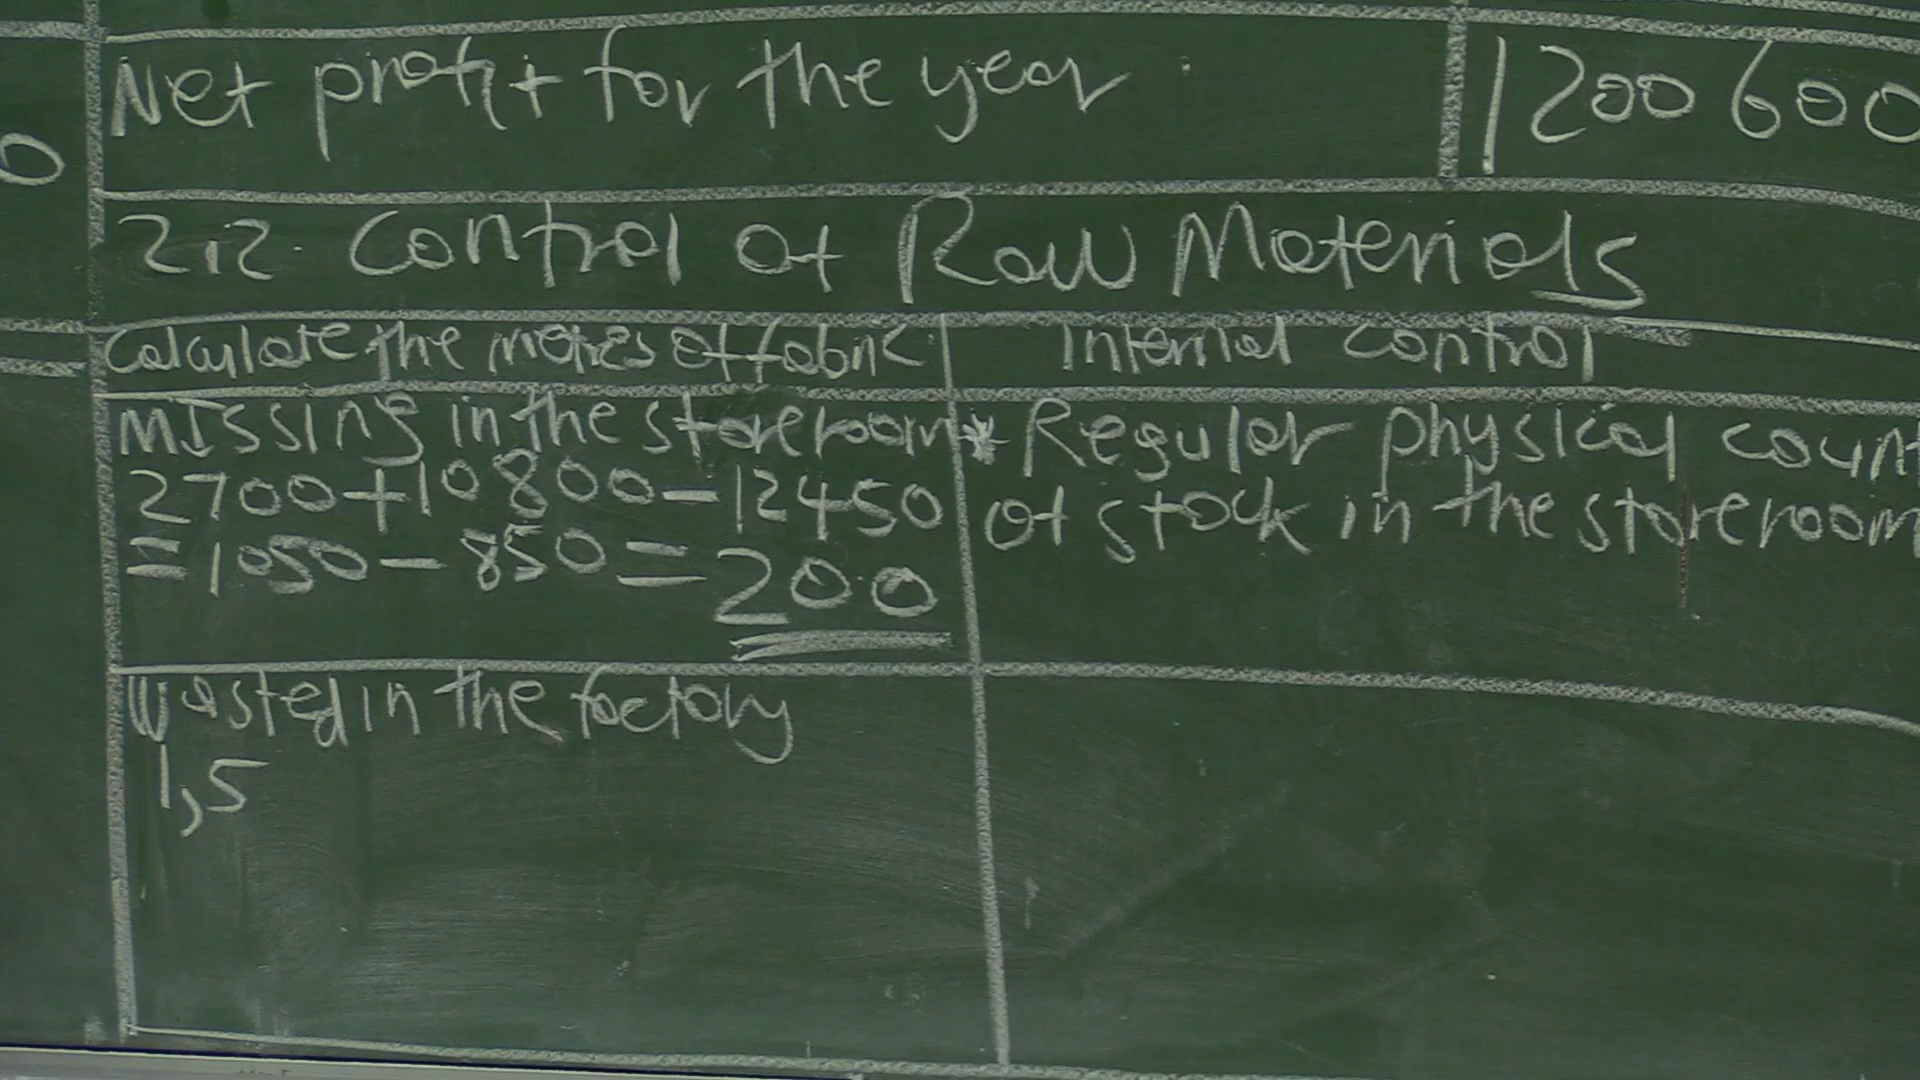 Net profit for the year
1200 600
0
2.2. Control of Raw Materials
Calculate the metres of fabric
Internal control
Missing in the storeroom
2700+10800-12450
=1050-850=200
* Regular physical count
of stock in the storeroom
Wasted in the factory
1,5